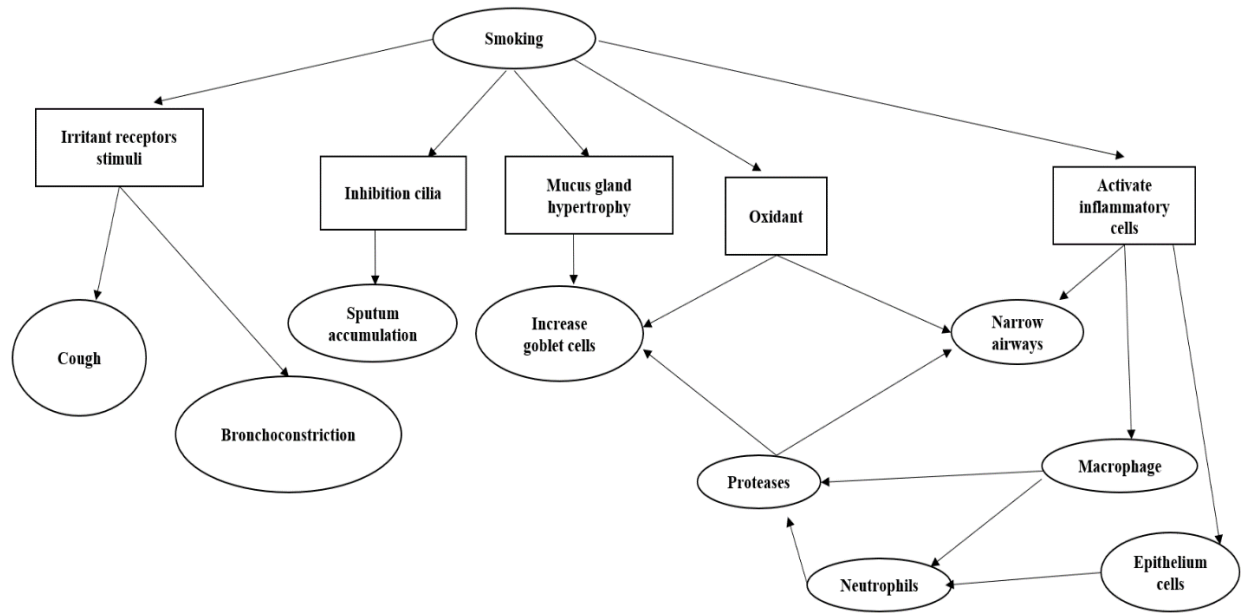 Smoking
Irritant receptors
stimuli
Inhibition cilia
Mucus gland
hypertrophy
Oxidant
Activate
inflammatory
cells
Cough
Bronchoconstriction
Sputum
accumulation
Increase
goblet cells
Narrow
airways
Proteases
Macrophage
Neutrophils
Epithelium
cells